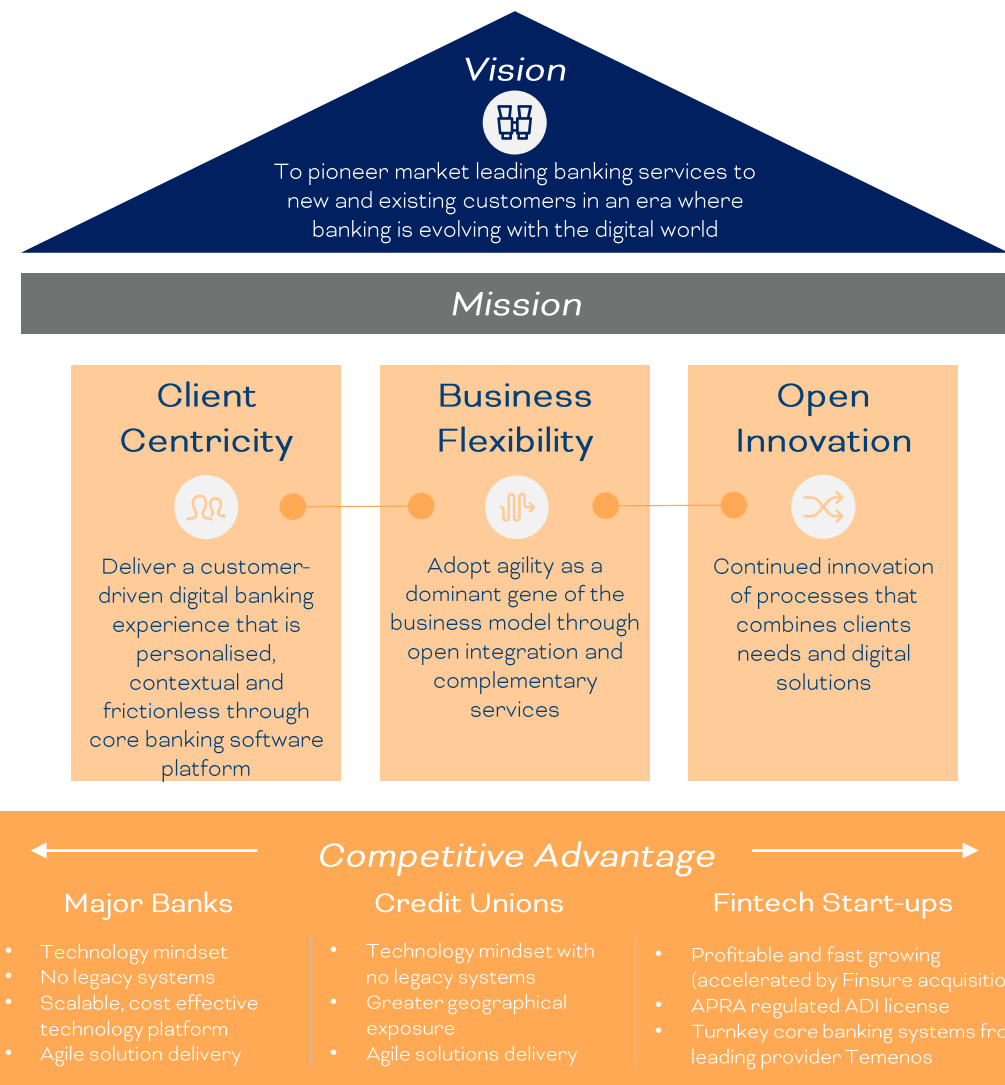 Vision
To pioneer market leading banking services to
new and existing customers in an era where
banking is evolving with the digital world
Mission
Client
Centricity
Deliver a customer-
driven digital banking
experience that is
personalised,
contextual and
frictionless through
core banking software
platform
Business
Flexibility
Adopt agility as a
dominant gene of the
business model through
open integration and
complementary
services
Open
Innovation
Continued innovation
of processes that
combines clients
needs and digital
solutions
Competitive Advantage
Major Banks
• Technology mindset
• No legacy systems
• Scalable, cost effective
technology platform
• Agile solution delivery
Credit Unions
• Technology mindset with
no legacy systems
• Greater geographical
exposure
• Agile solutions delivery
Fintech Start-ups
• Profitable and fast growing
(accelerated by Finsure
• APRA regulated ADI license
• Turnkey core banking systems
leading provider Temenos